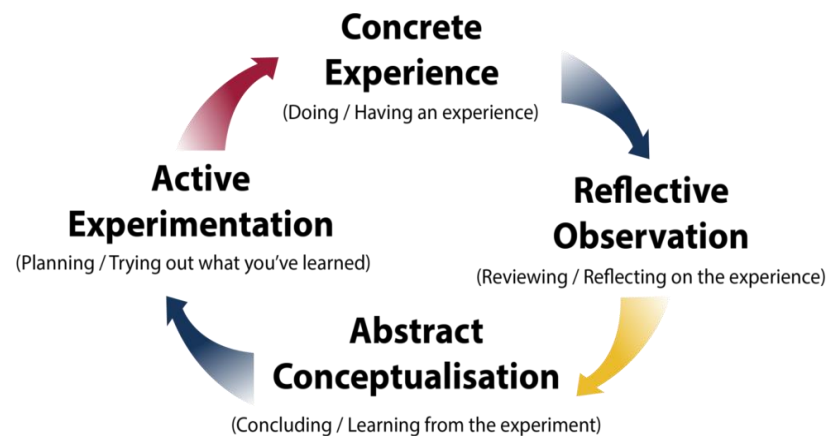 Concrete
Experience
(Doing / Having an experience)
Reflective
Observation
(Reviewing / Reflecting on the experience)
Abstract
Conceptualisation
(Concluding / Learning from the experiment)
Active
Experimentation
(Planning / Trying out what you've learned)